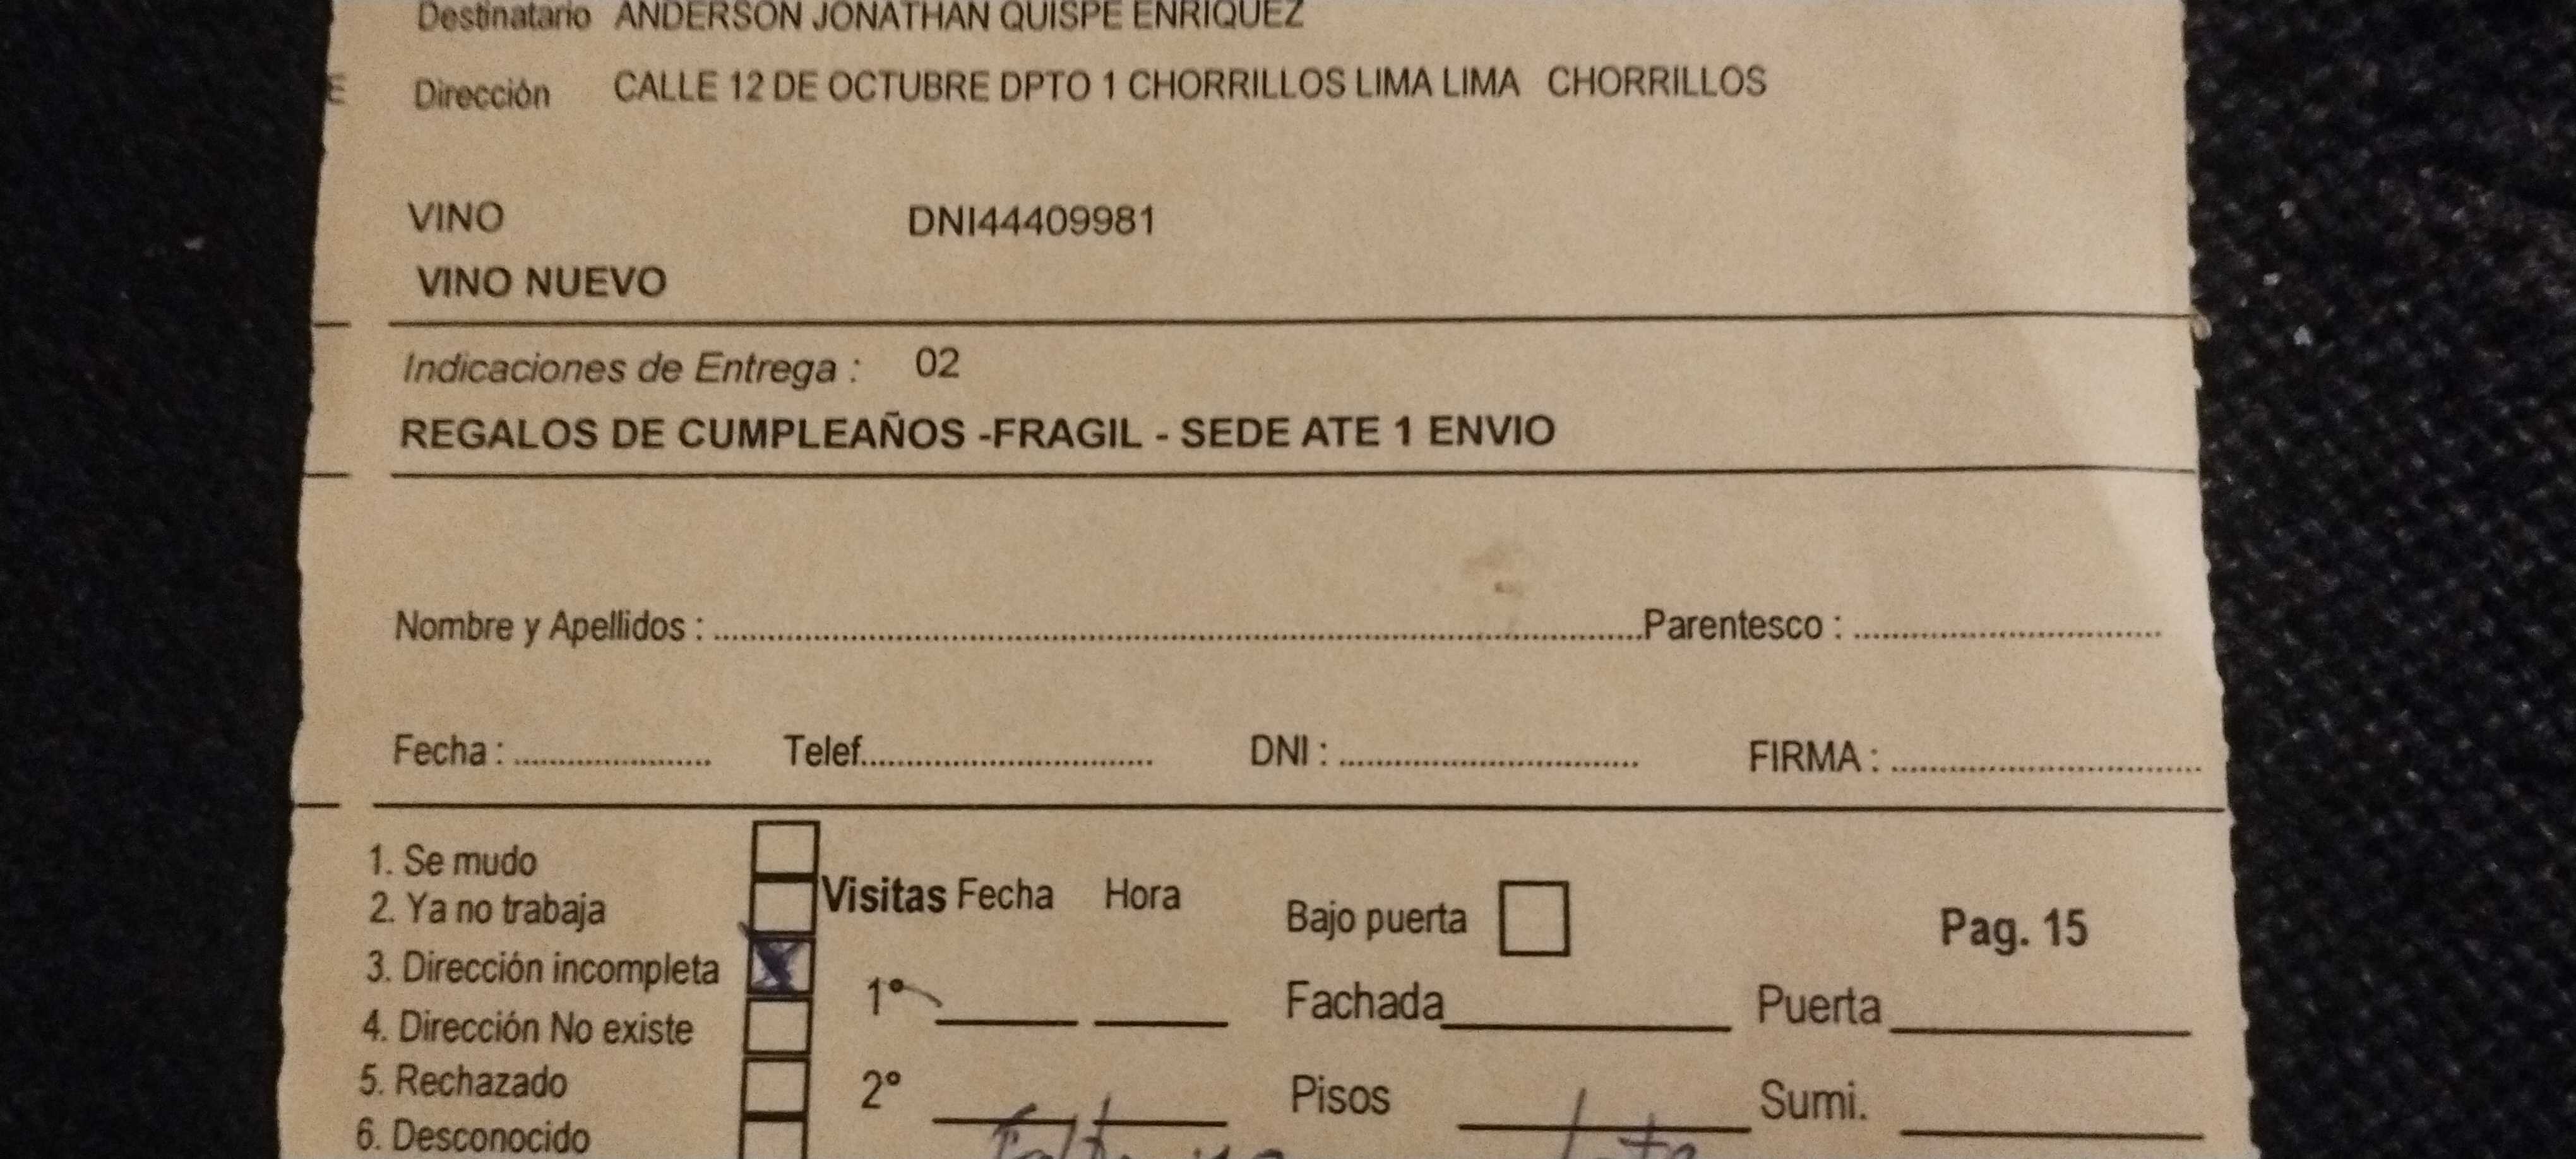 Destinatario ANDERSON JONATHAN QUISPE ENRIQUEZ
E Dirección CALLE 12 DE OCTUBRE DPTO 1 CHORRILLOS LIMA LIMA CHORRILLOS
VINO DNI44409981
VINO NUEVO
Indicaciones de Entrega : 02
REGALOS DE CUMPLEAÑOS -FRAGIL - SEDE ATE 1 ENVIO
Nombre y Apellidos : Parentesco :
Fecha : Telef. DNI : FIRMA :
1. Se mudo
2. Ya no trabaja Visitas Fecha Hora Bajo puerta Pag. 15
3. Dirección incompleta X 1° Fachada Puerta
4. Dirección No existe
5. Rechazado 2° Pisos Sumi.
6. Desconocido